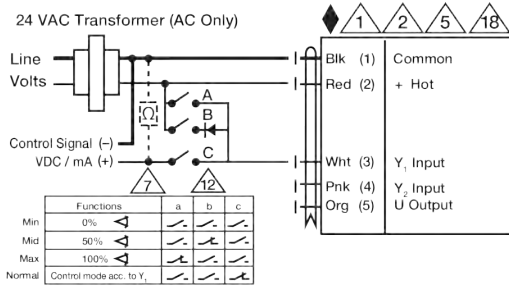 24 VAC Transformer (AC Only)
1 2 5 18
Line
Volts
Blk (1) Common
Red (2) + Hot
A
Ω
B
Control Signal (–)
VDC / mA (+)
C
Wht (3) Y1 Input
Pnk (4) Y2 Input
Org (5) U Output
7 12
Functions a b c
Min 0%
Mid 50%
Max 100%
Normal Control mode acc. to Y1